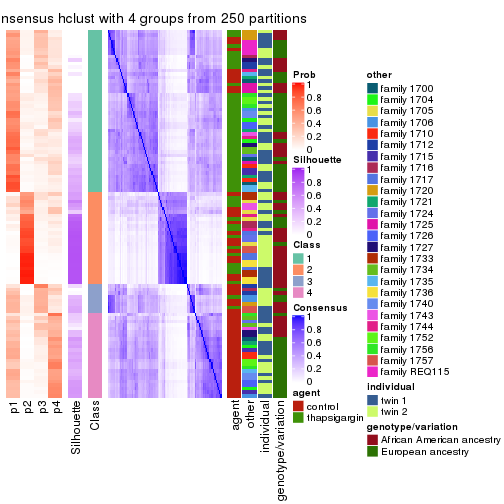 nsensus hclust with 4 groups from 250 partitions
Prob
1
0.8
0.6
0.4
0.2
0
Silhouette
1
0.8
0.6
0.4
0.2
0
Class
1
2
3
4
Consensus
1
0.8
0.6
0.4
0.2
0
agent
control
thapsigargin
other
family 1700
family 1704
family 1705
family 1706
family 1710
family 1712
family 1715
family 1716
family 1717
family 1720
family 1721
family 1724
family 1725
family 1726
family 1727
family 1733
family 1734
family 1735
family 1736
family 1740
family 1743
family 1744
family 1752
family 1756
family 1757
family REQ115
individual
twin 1
twin 2
genotype/variation
African American ancestry
European ancestry
p1
p2
p3
p4
Silhouette
Class
agent
other
individual
genotype/variation